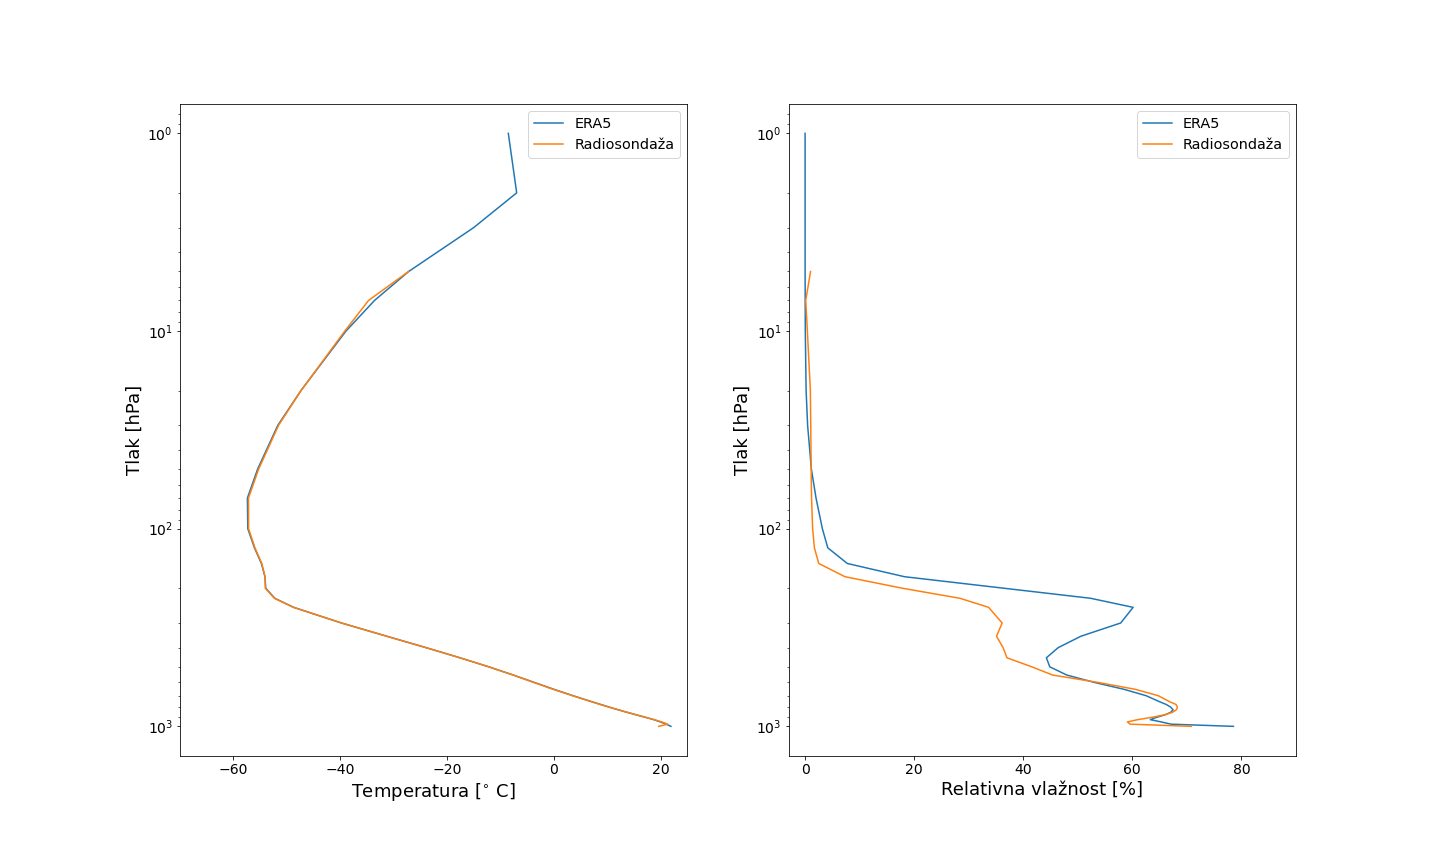 ERA5
Radiosondaža
10⁰
10¹
10²
10³
Tlak [hPa]
−60 −40 −20 0 20
Temperatura [° C]
ERA5
Radiosondaža
10⁰
10¹
10²
10³
Tlak [hPa]
0 20 40 60 80
Relativna vlažnost [%]